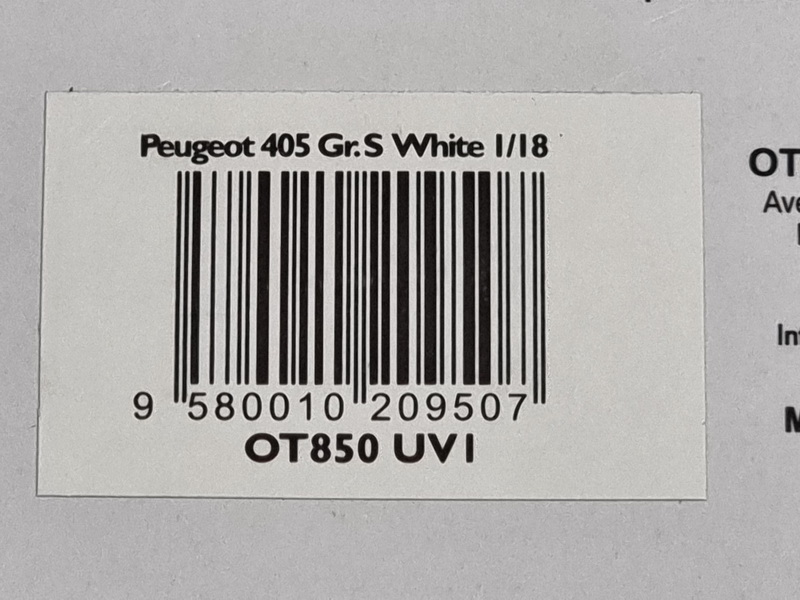 Peugeot 405 Gr.S White 1/18
9 580010 209507
OT850 UV1
OT
Ave
Int
M